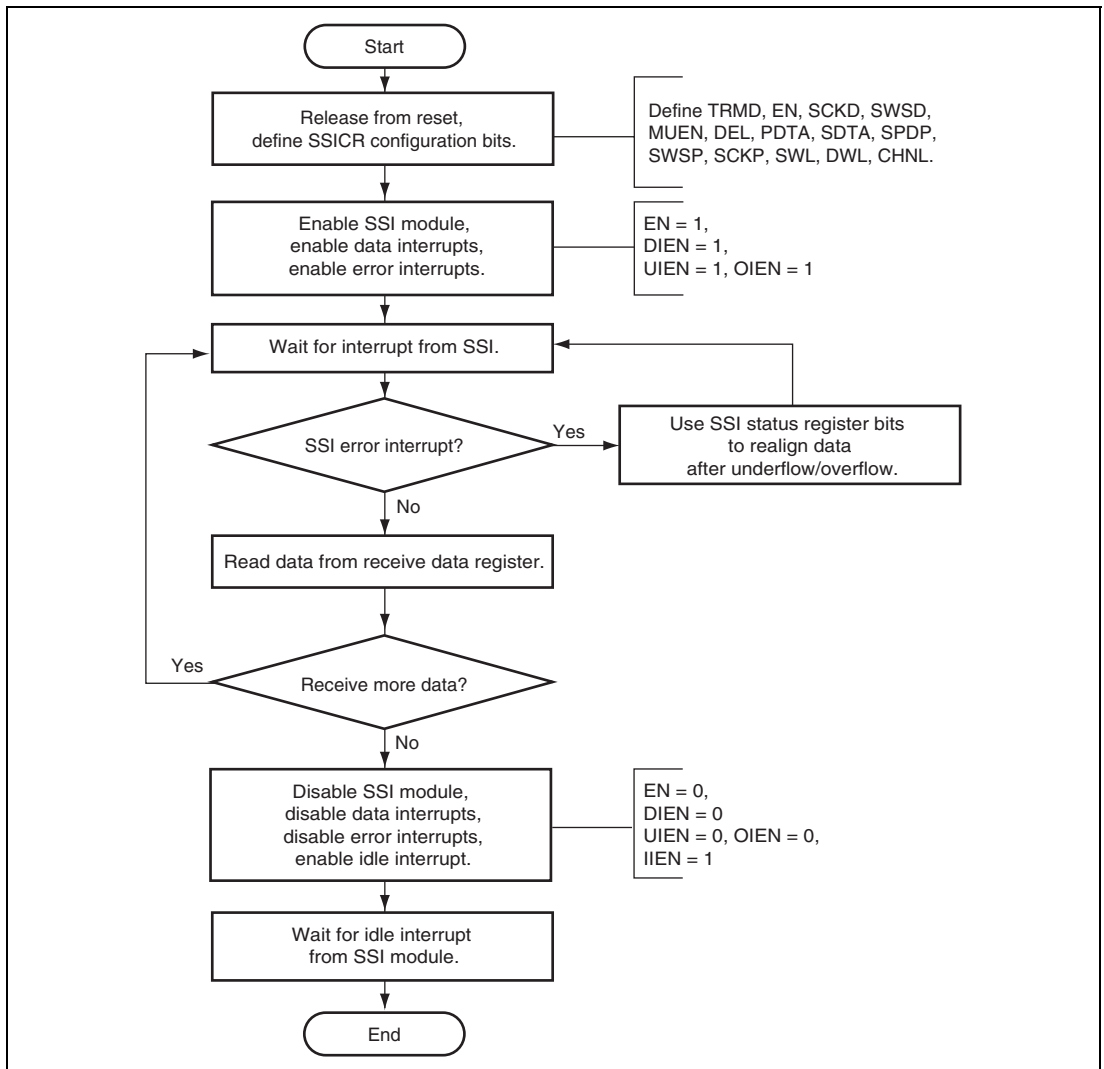 Start
Release from reset,
define SSICR configuration bits.
Define TRMD, EN, SCKD, SWSD,
MUEN, DEL, PDTA, SDTA, SPDP,
SWSP, SCKP, SWL, DWL, CHNL.
Enable SSI module,
enable data interrupts,
enable error interrupts.
EN = 1,
DIEN = 1,
UIEN = 1, OIEN = 1
Wait for interrupt from SSI.
SSI error interrupt?
Yes
Use SSI status register bits
to realign data
after underflow/overflow.
No
Read data from receive data register.
Yes
Receive more data?
No
Disable SSI module,
disable data interrupts,
disable error interrupts,
enable idle interrupt.
EN = 0,
DIEN = 0
UIEN = 0, OIEN = 0,
IIEN = 1
Wait for idle interrupt
from SSI module.
End